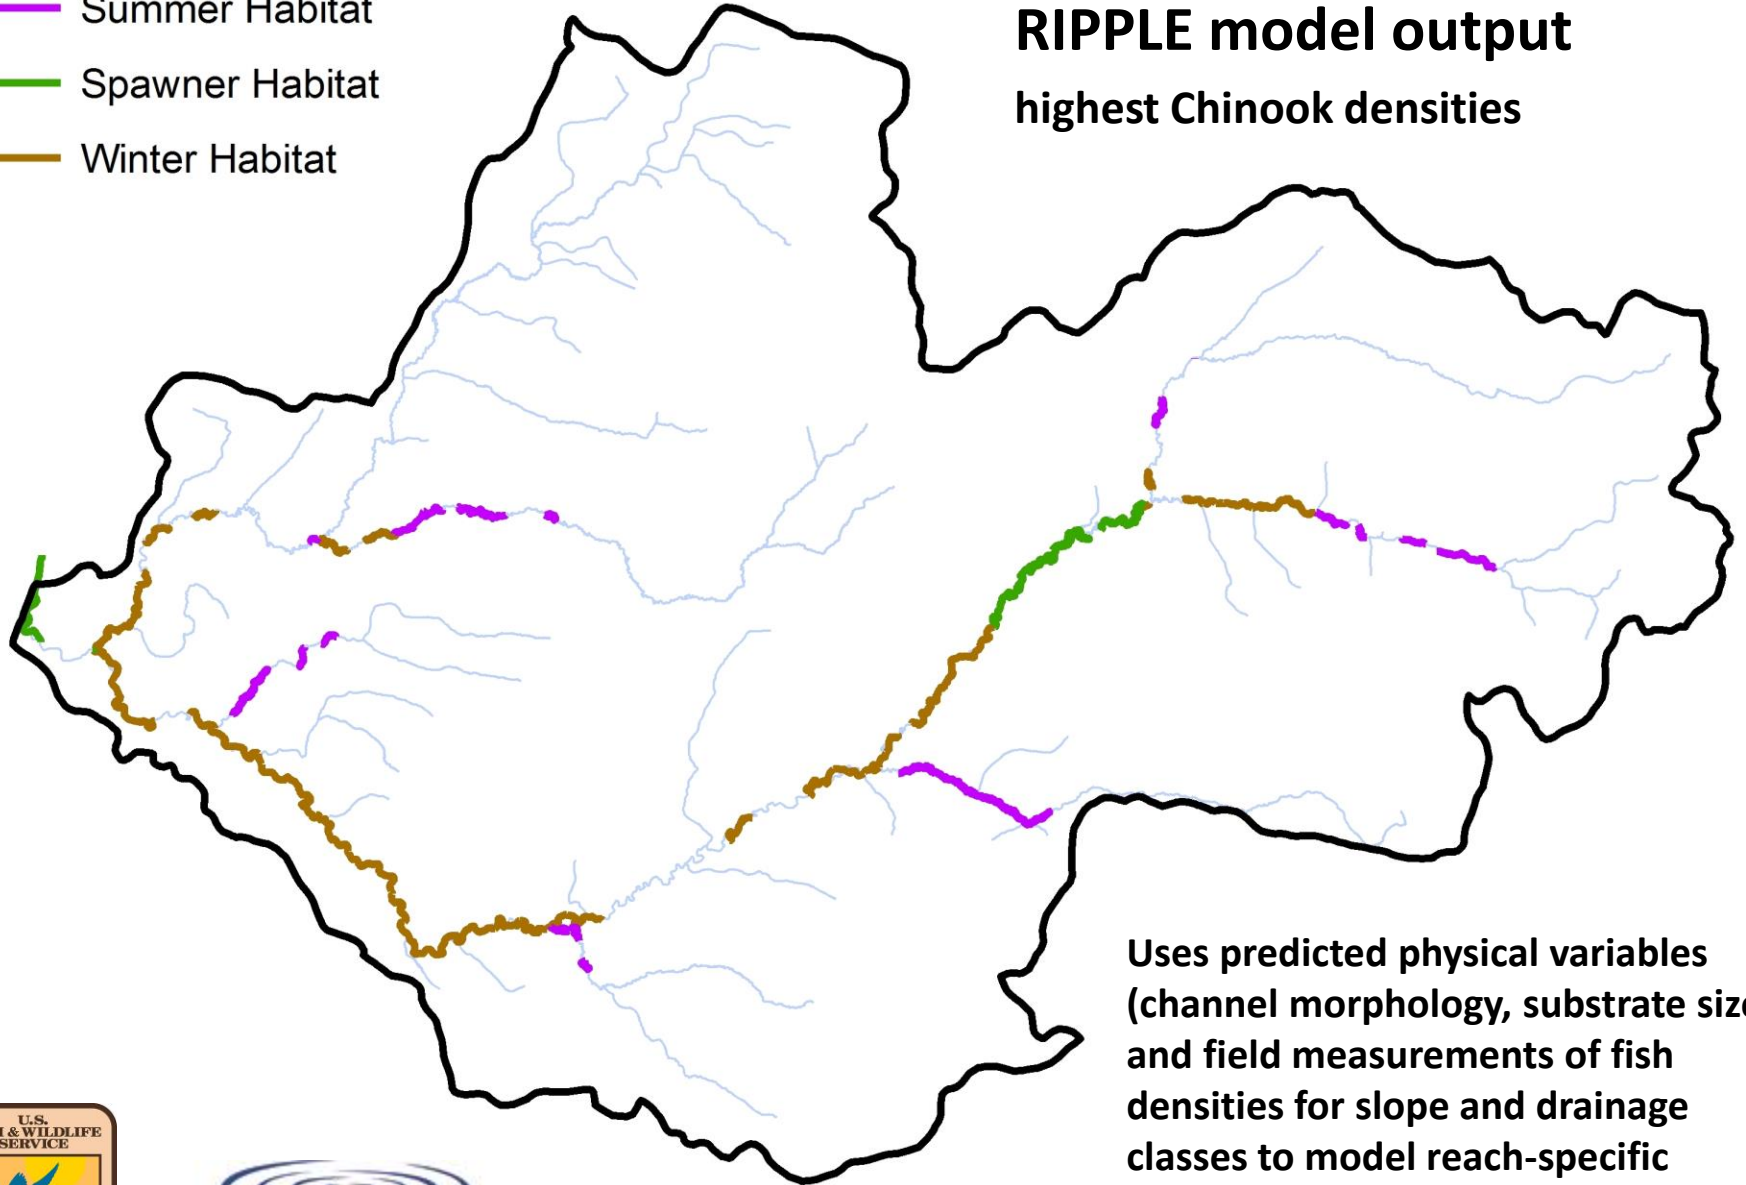 Summer Habitat
Spawner Habitat
Winter Habitat
RIPPLE model output
highest Chinook densities
Uses predicted physical variables
(channel morphology, substrate size
and field measurements of fish
densities for slope and drainage
classes to model reach-specific
U.S.
& WILDLIFE
SERVICE